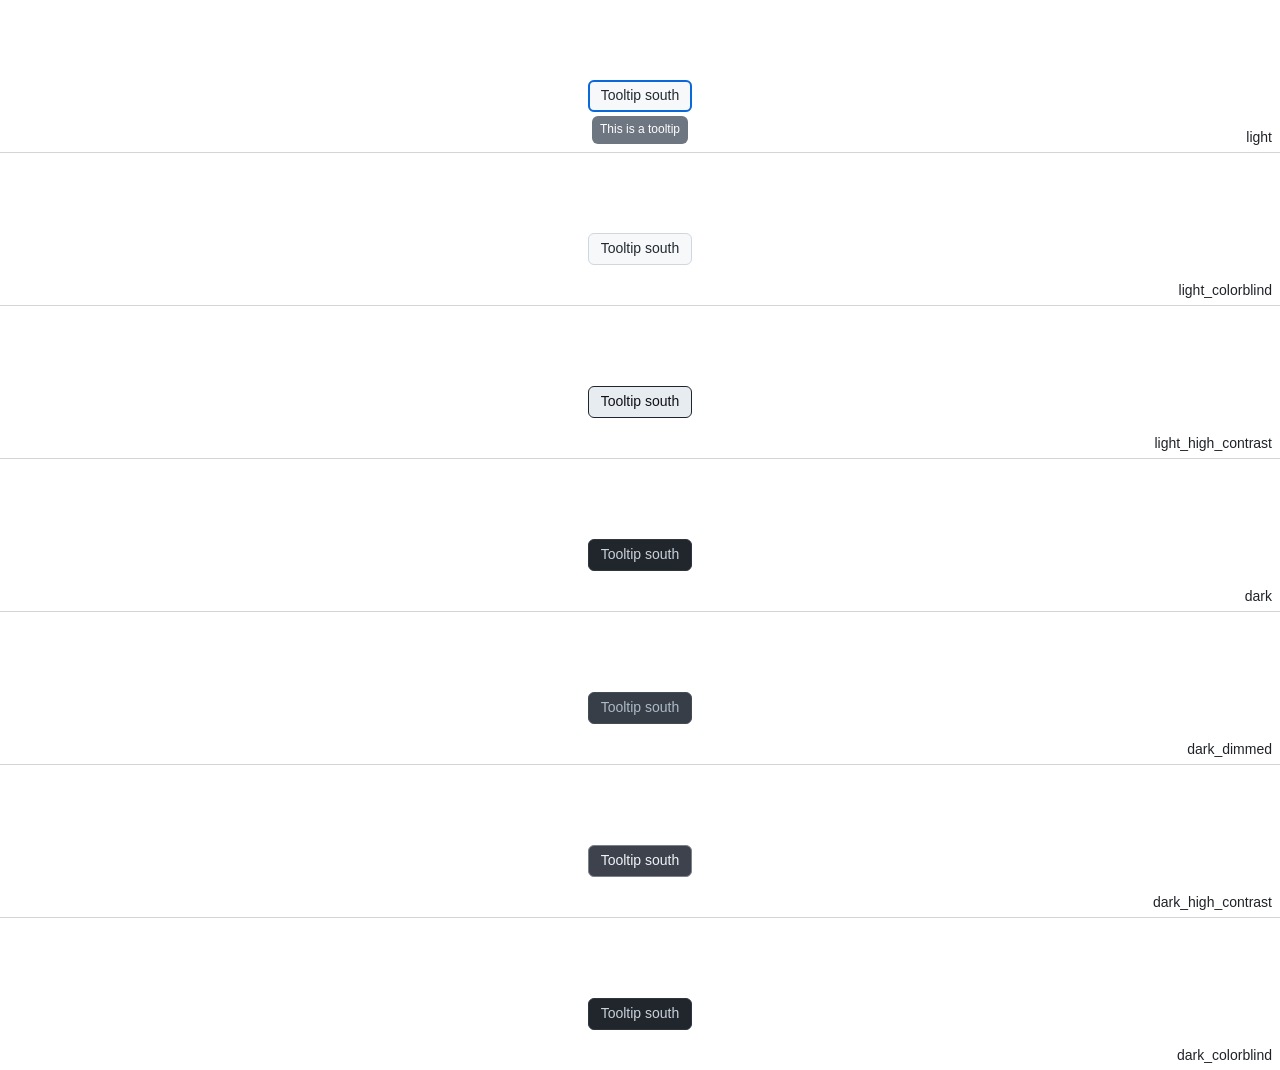 Tooltip south
This is a tooltip
light
Tooltip south
light_colorblind
Tooltip south
light_high_contrast
Tooltip south
dark
Tooltip south
dark_dimmed
Tooltip south
dark_high_contrast
Tooltip south
dark_colorblind